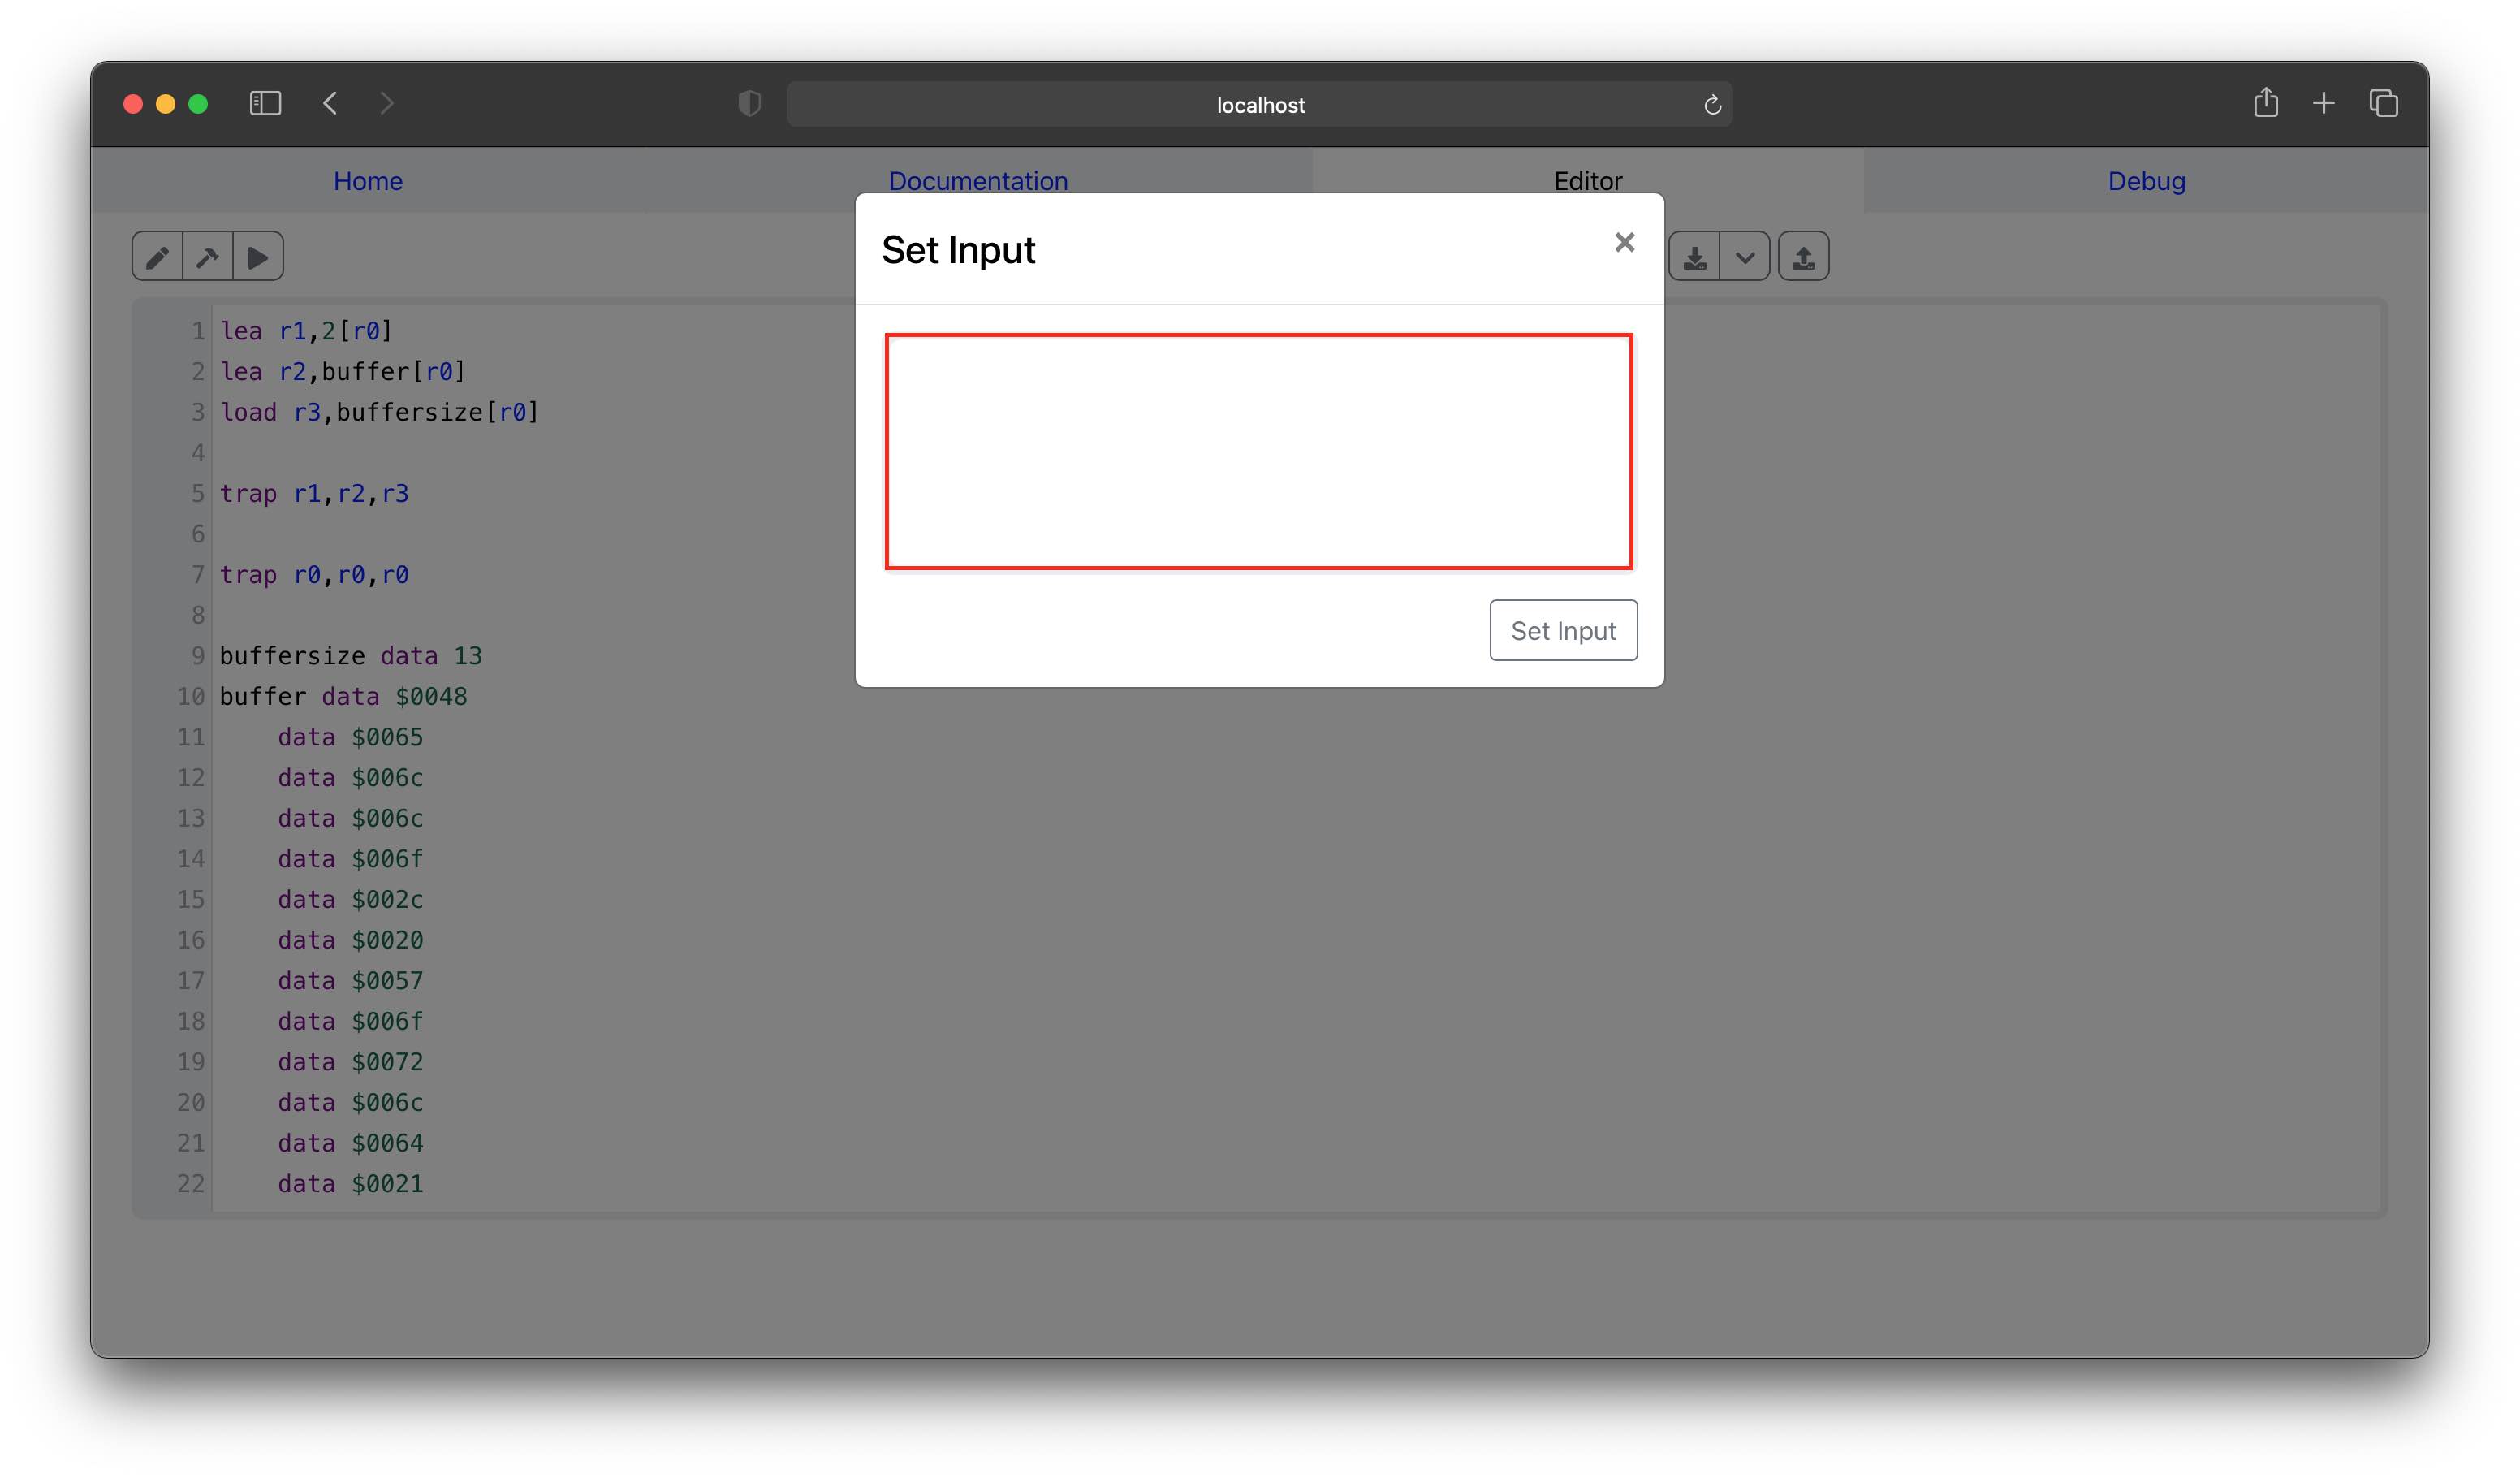 localhost
Home Documentation Editor Debug
Set Input
1 lea r1,2[r0]
2 lea r2,buffer[r0]
3 load r3,buffersize[r0]
4
5 trap r1,r2,r3
6
7 trap r0,r0,r0
8
9 buffersize data 13
10 buffer data $0048
11 data $0065
12 data $006c
13 data $006c
14 data $006f
15 data $002c
16 data $0020
17 data $0057
18 data $006f
19 data $0072
20 data $006c
21 data $0064
22 data $0021
Set Input